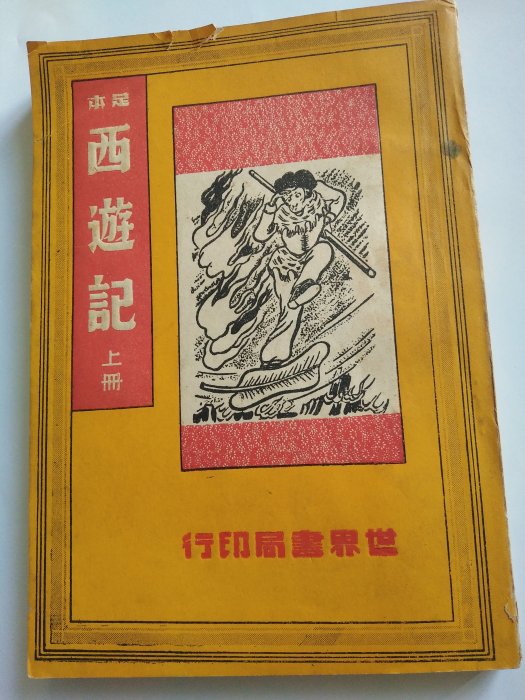 足本
西遊記
上冊
世界書局印行